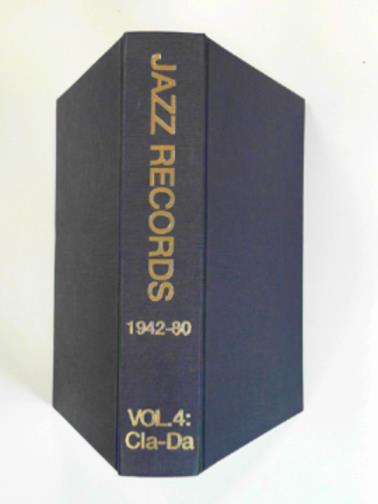 JAZZ RECORDS
1942-80
VOL.4:
Cla-Da